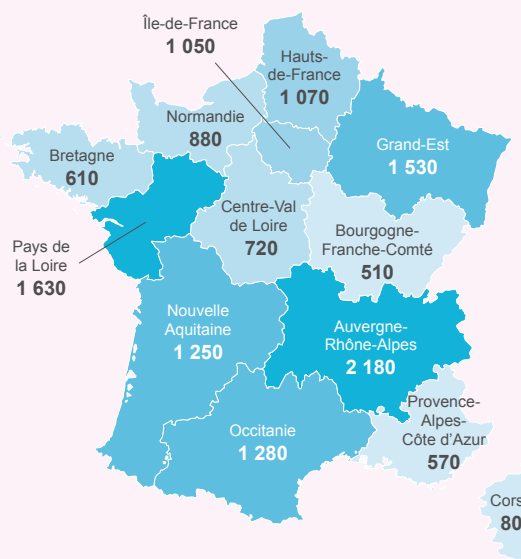 Île-de-France
1 050
Hauts-
de-France
1 070
Normandie
880
Grand-Est
1 530
Bretagne
610
Centre-Val
de Loire
720
Bourgogne-
Franche-Comté
510
Pays de
la Loire
1 630
Nouvelle
Aquitaine
1 250
Auvergne-
Rhône-Alpes
2 180
Provence-
Alpes-
Côte d'Azur
570
Occitanie
1 280
Cors
80